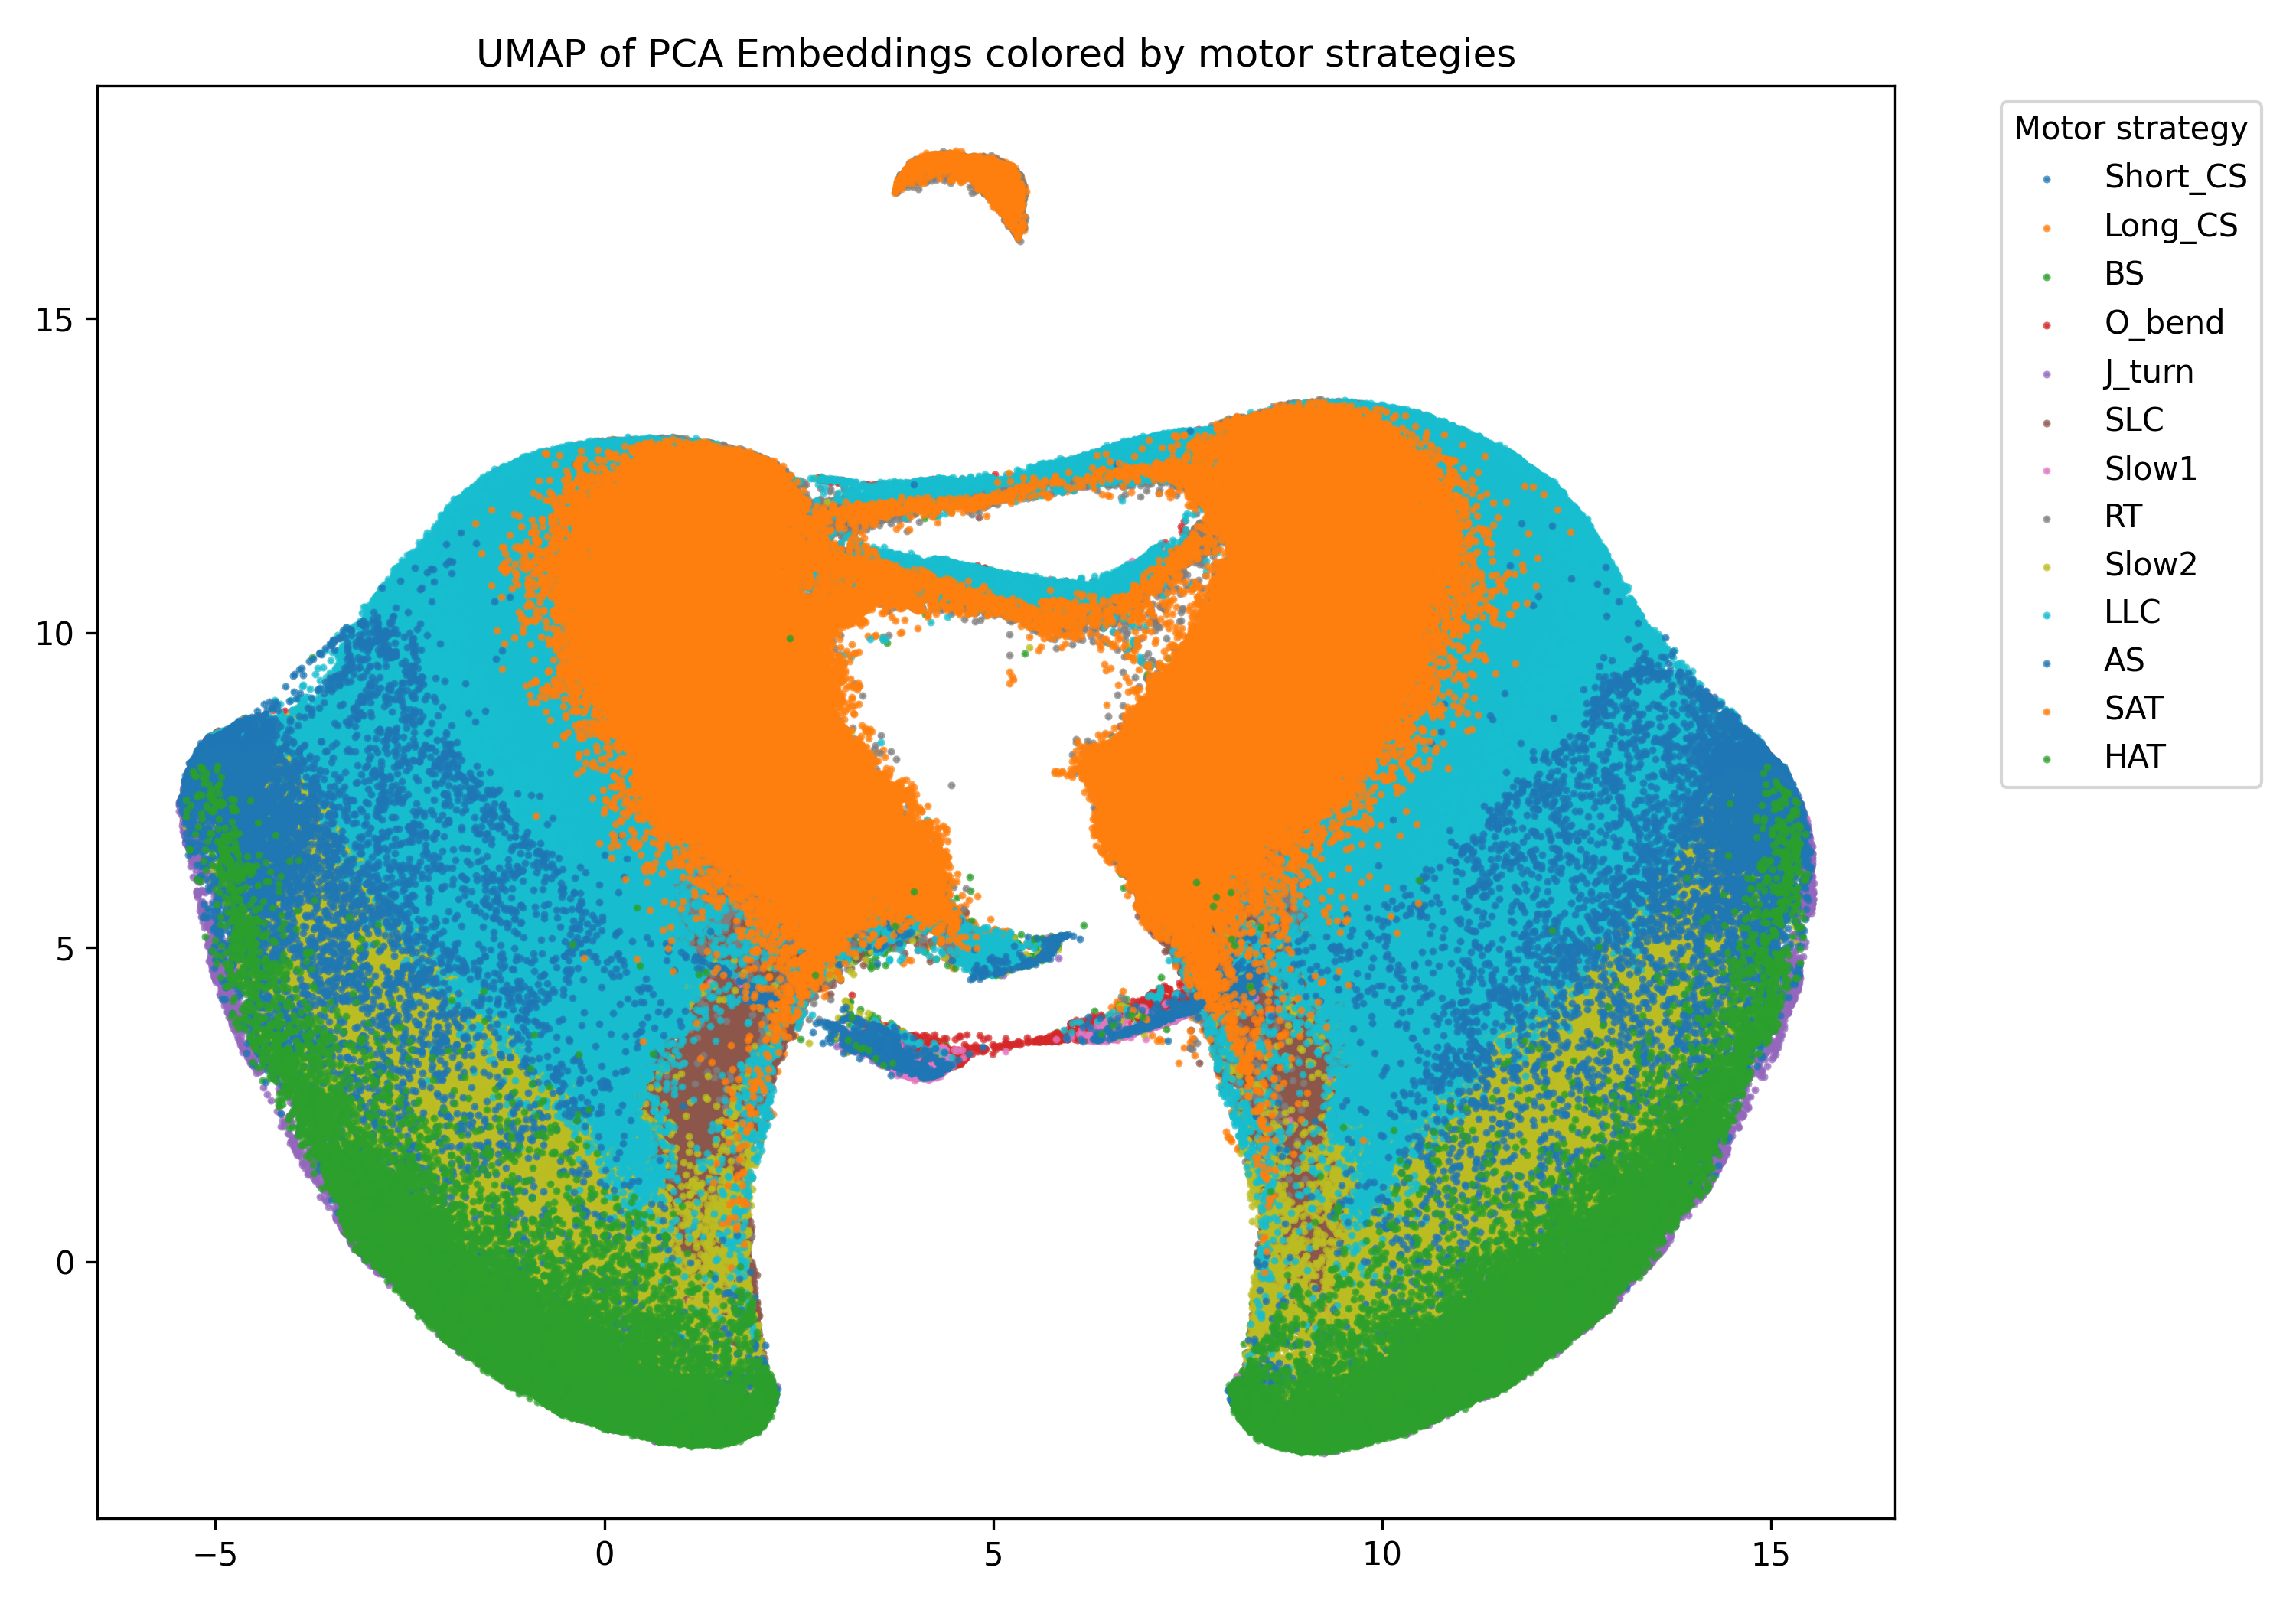 UMAP of PCA Embeddings colored by motor strategies
Motor strategy
Short_CS
Long_CS
BS
O_bend
J_turn
SLC
Slow1
RT
Slow2
LLC
AS
SAT
HAT
15
10
5
0
−5
0
5
10
15